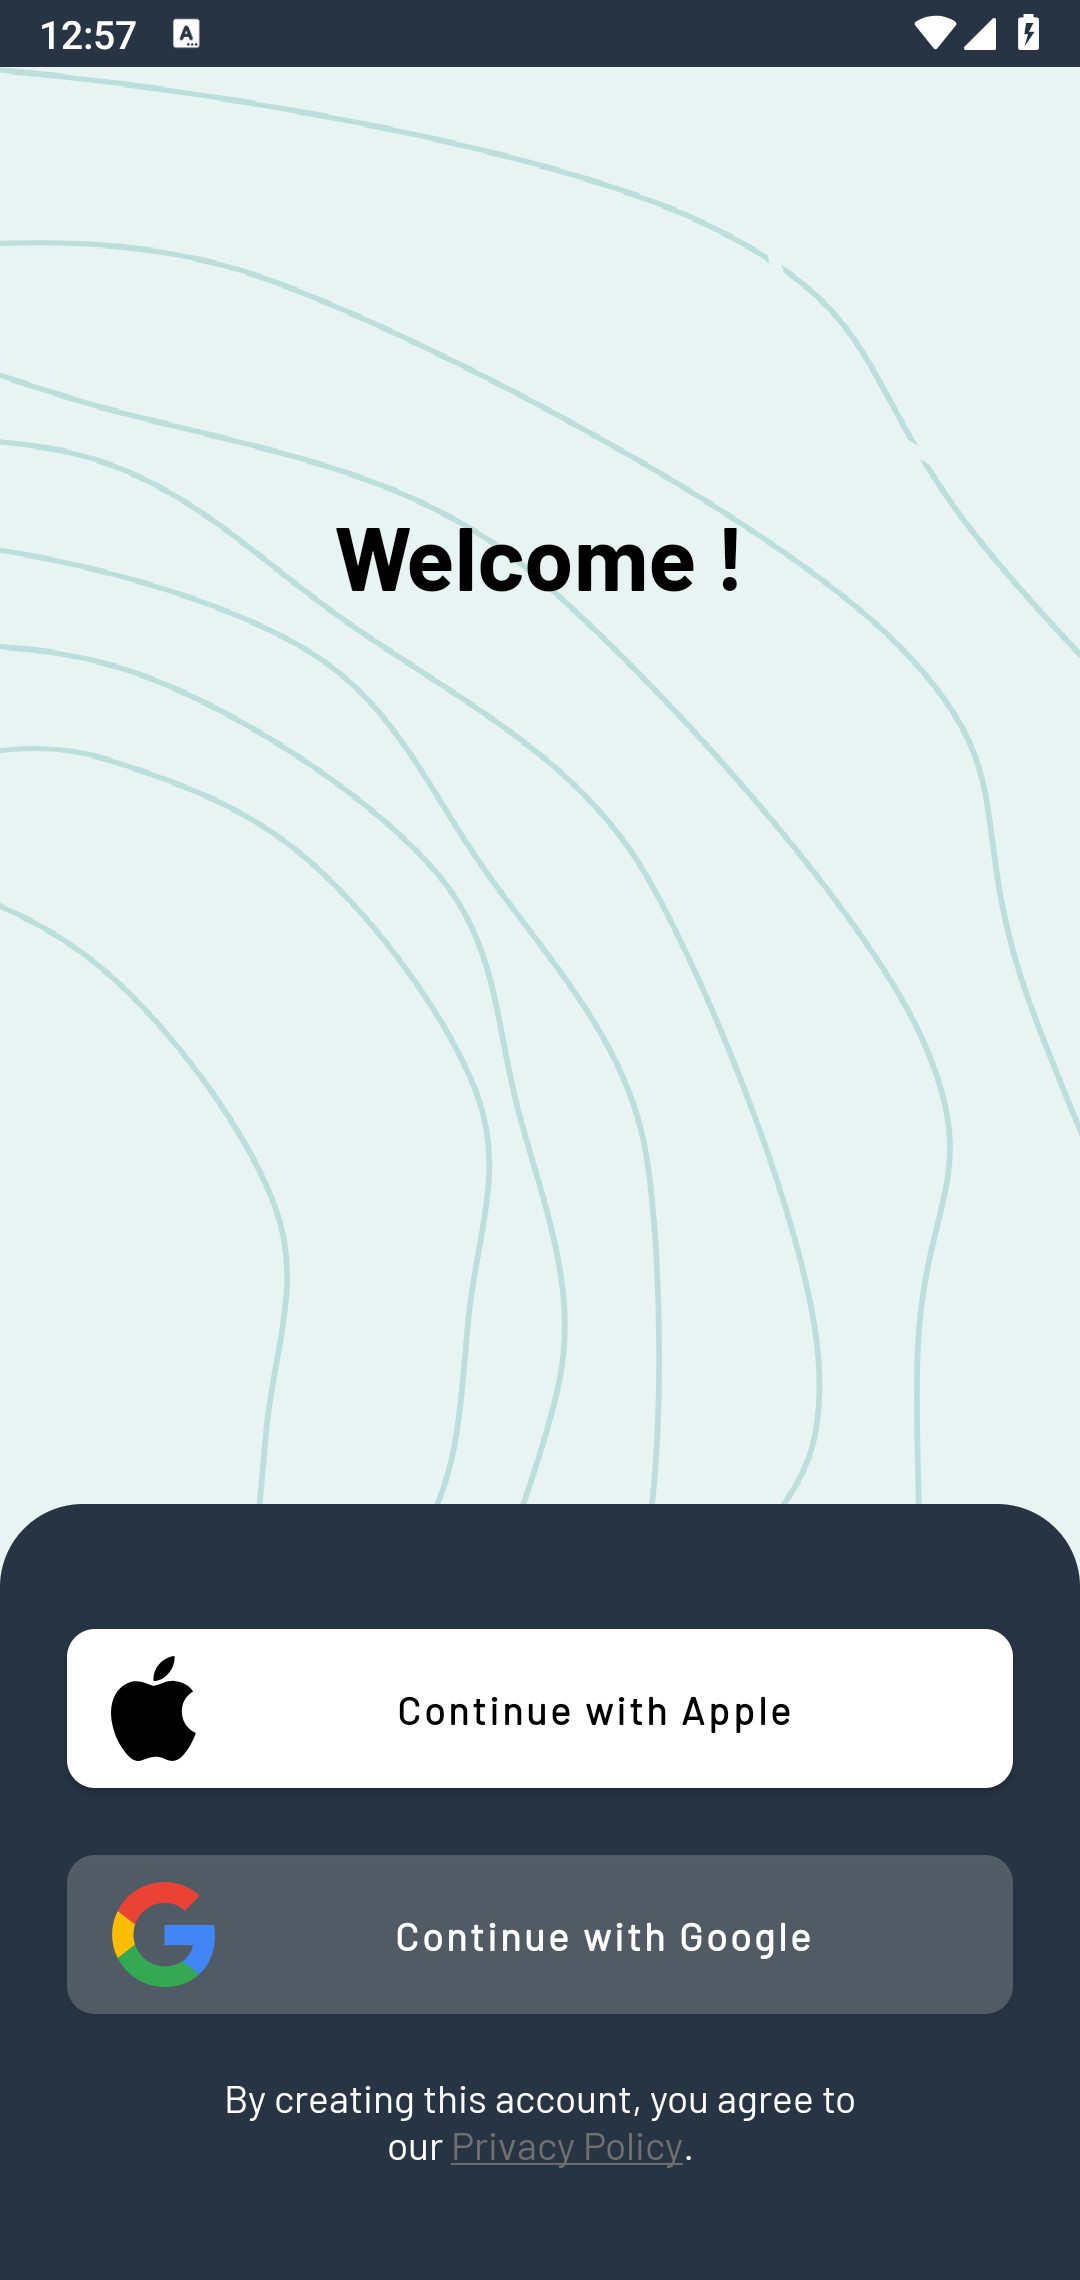 12:57
Welcome !
Continue with Apple
Continue with Google
By creating this account, you agree to
our Privacy Policy.